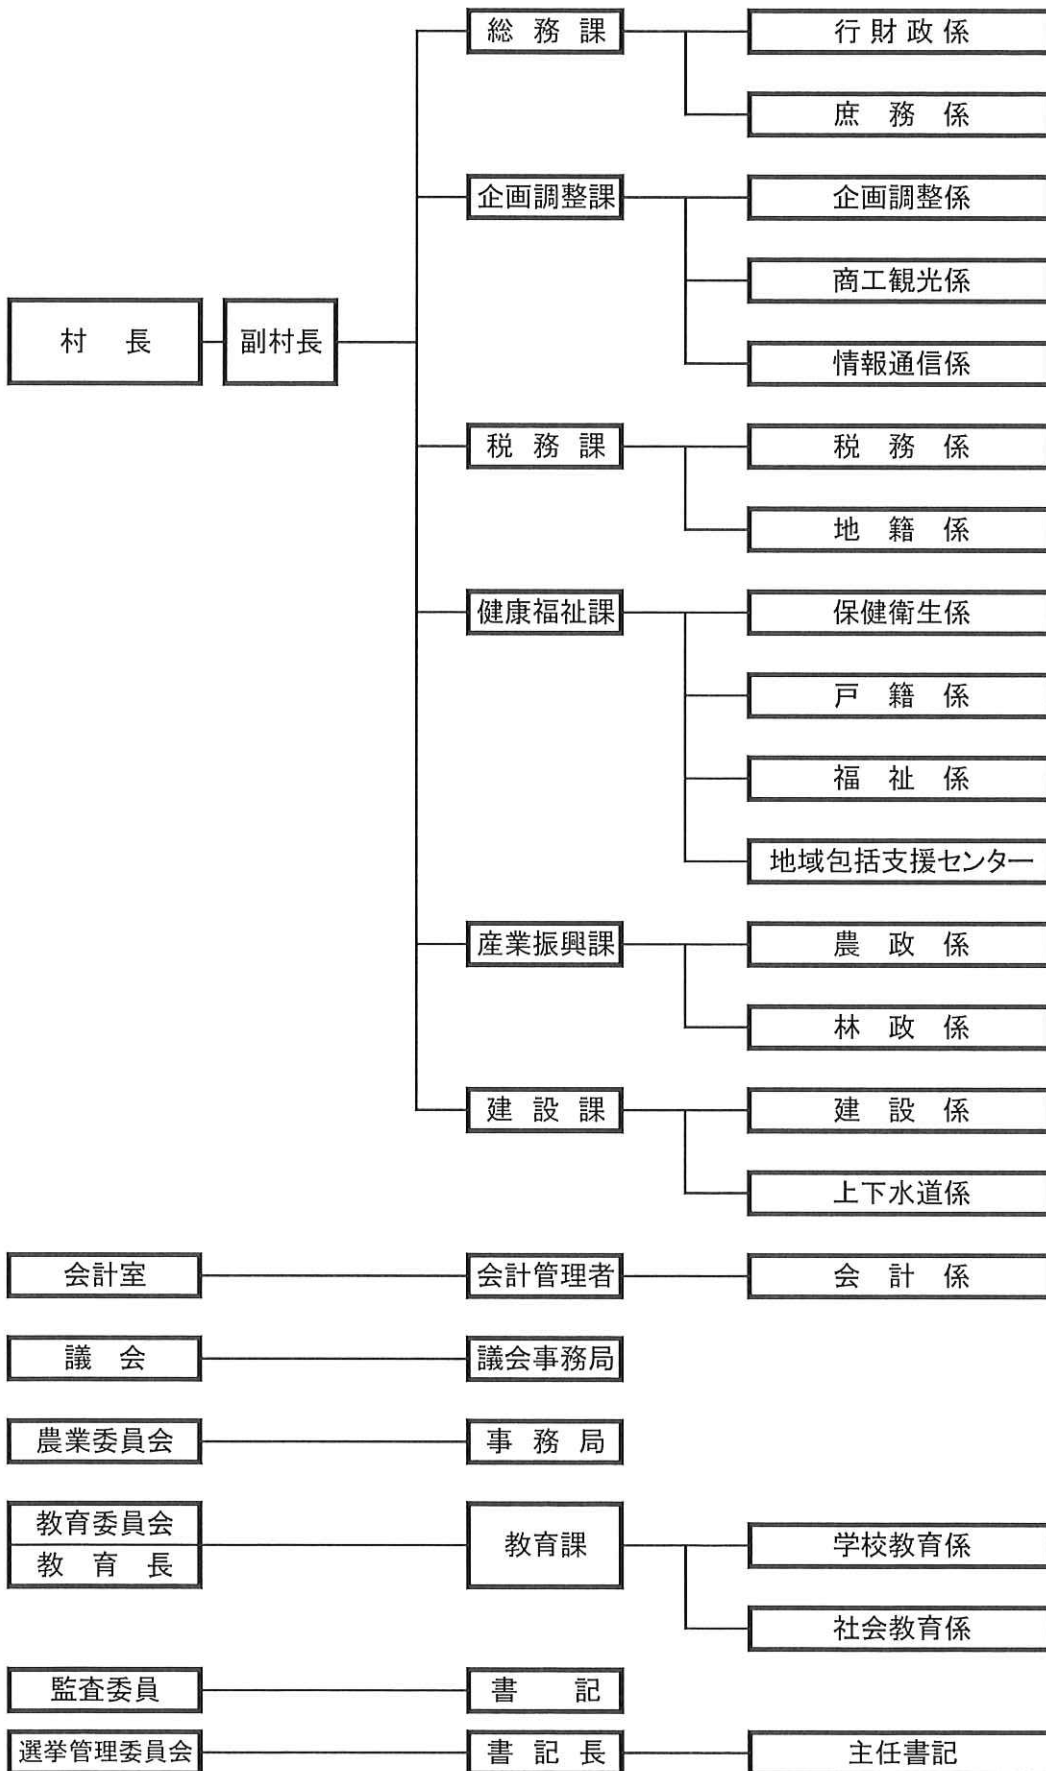 総務課
行財政係
庶務係
企画調整課
企画調整係
商工観光係
村長
副村長
情報通信係
税務課
税務係
地籍係
健康福祉課
保健衛生係
戸籍係
福祉係
地域包括支援センター
産業振興課
農政係
林政係
建設課
建設係
上下水道係
会計室
会計管理者
会計係
議会
議会事務局
農業委員会
事務局
教育委員会
教育長
教育課
学校教育係
社会教育係
監査委員
書記
選挙管理委員会
書記長
主任書記